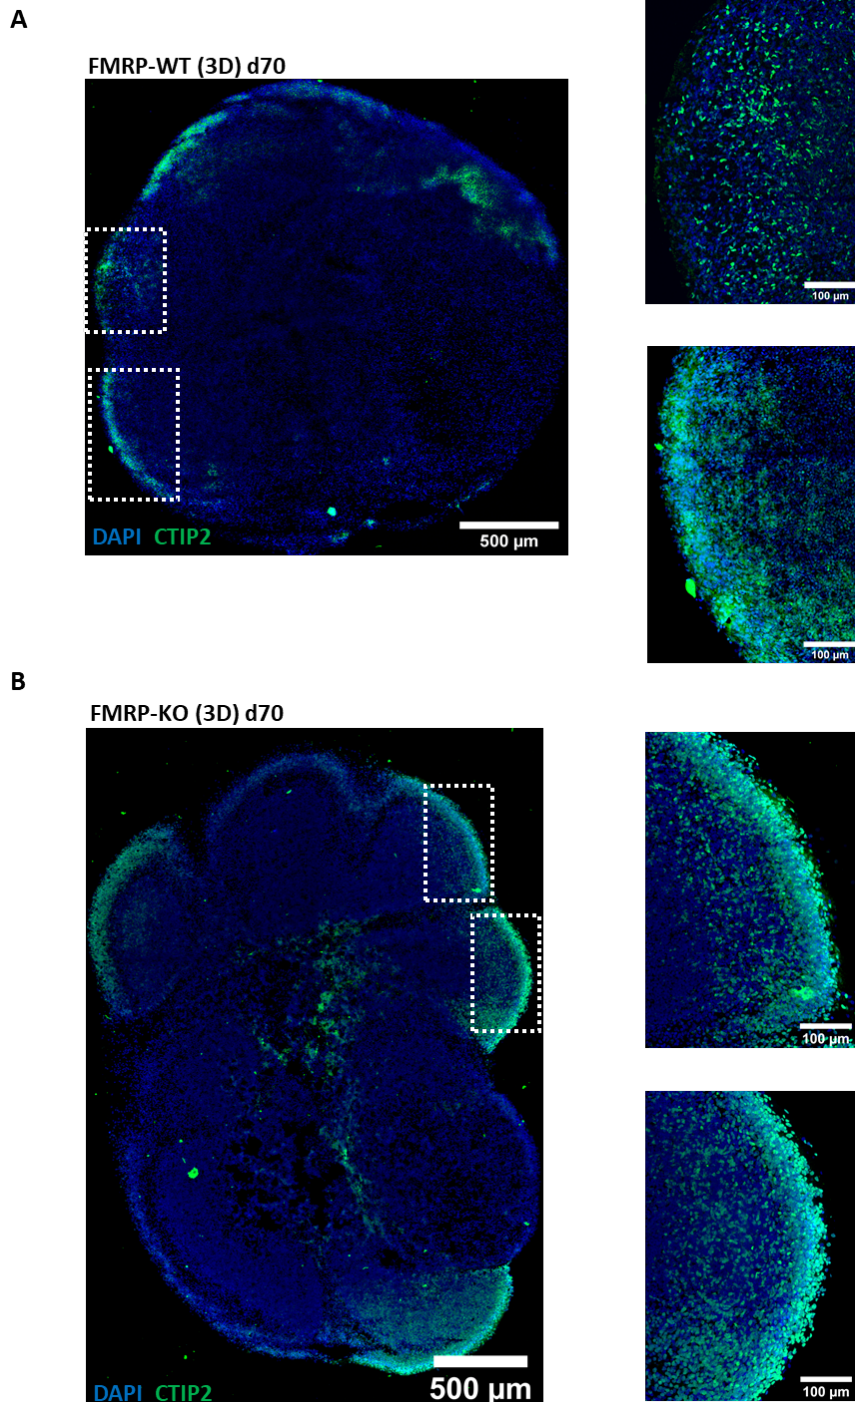 A
FMRP-WT (3D) d70
DAPI CTIP2
500 µm
100 µm
100 µm
B
FMRP-KO (3D) d70
DAPI CTIP2
500 µm
100 µm
100 µm